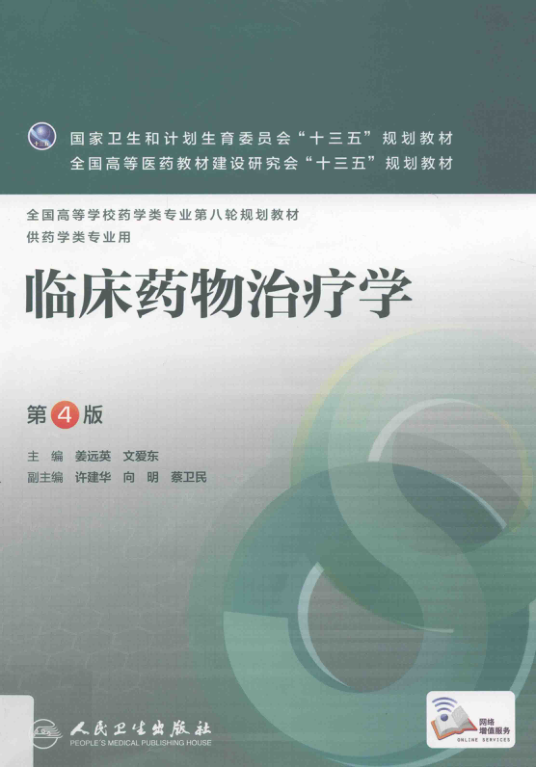 国家卫生和计划生育委员会“十三五”规划教材
全国高等医药教材建设研究会“十三五”规划教材
全国高等学校药学类专业第八轮规划教材
供药学类专业用
临床药物治疗学
第4版
主 编 姜远英 文爱东
副主编 许建华 向 明 蔡卫民
人民卫生出版社
PEOPLE'S MEDICAL PUBLISHING HOUSE
网络
增值服务
ONLINE SERVICES